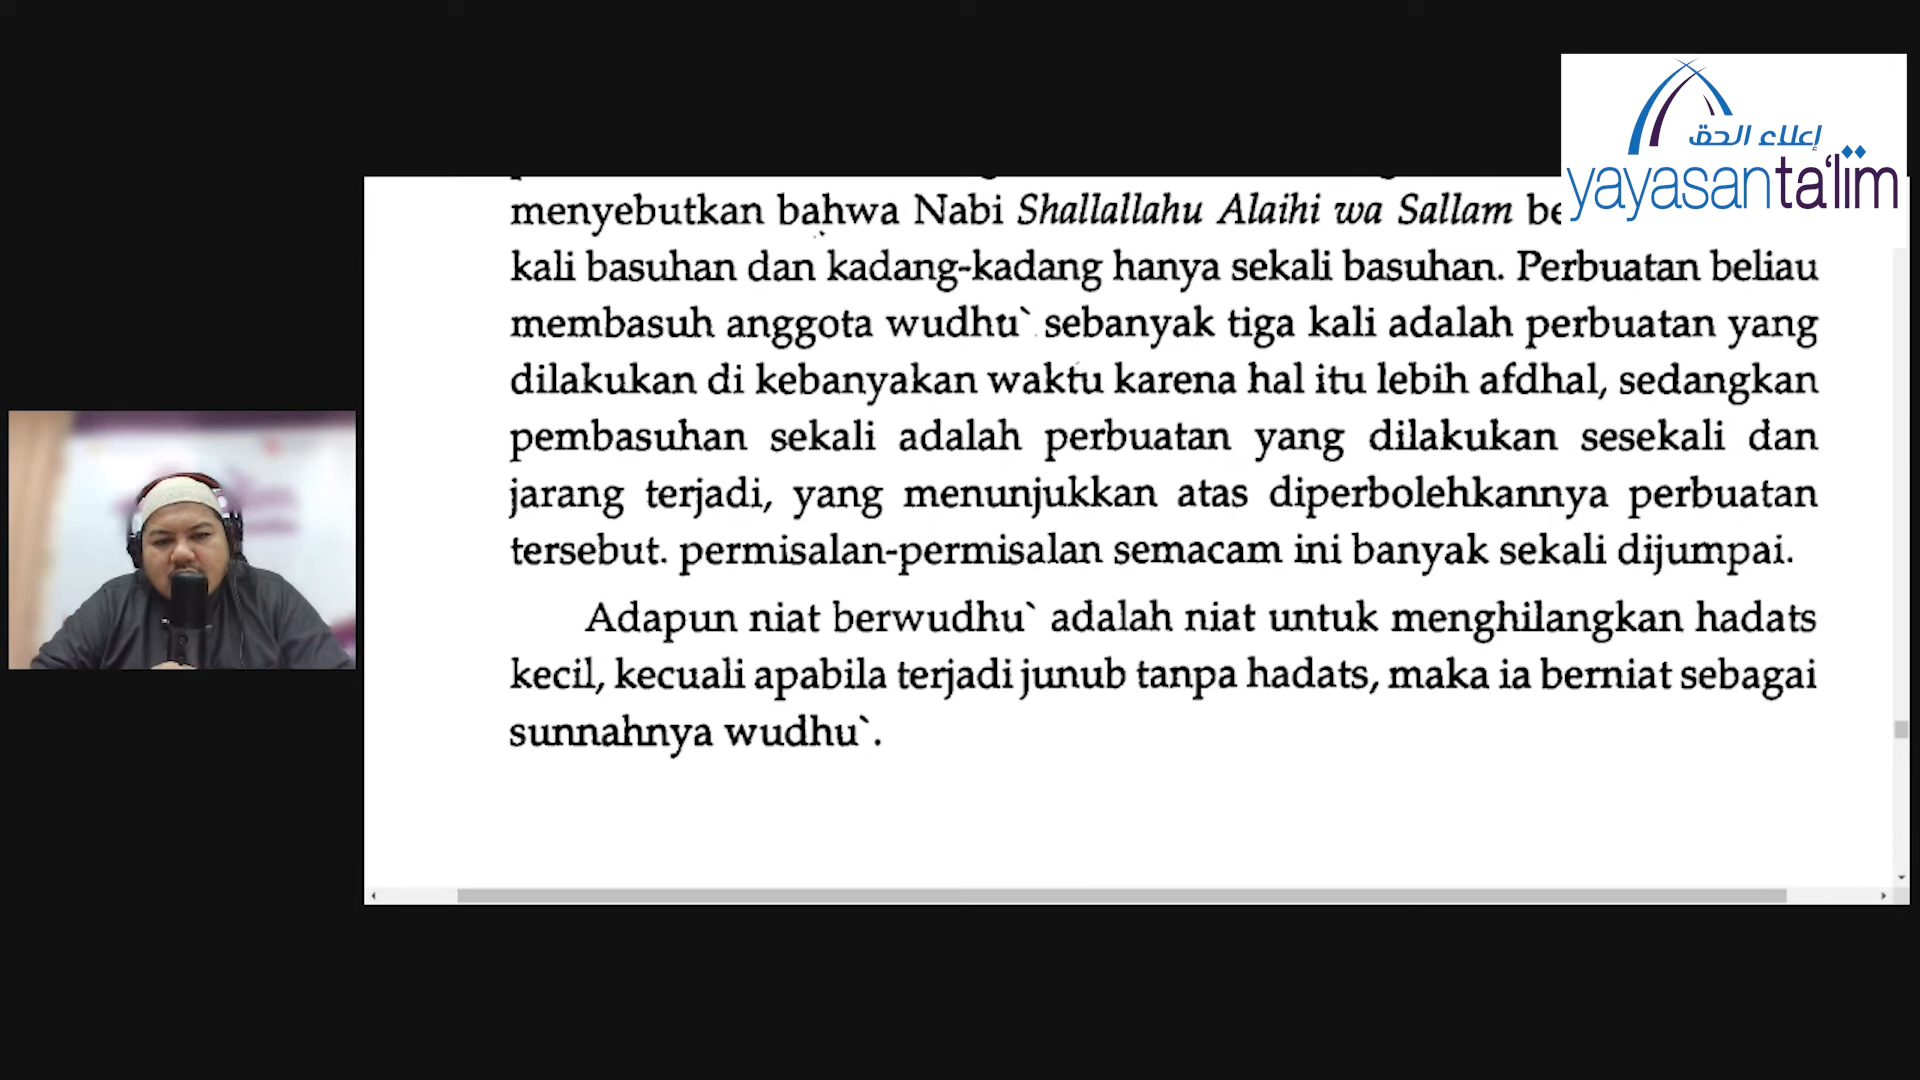 إعلاء الحق
yayasanta'lim
menyebutkan bahwa Nabi Shallallahu Alaihi wa Sallam
kali basuhan dan kadang-kadang hanya sekali basuhan. Perbuatan beliau
membasuh anggota wudhu` sebanyak tiga kali adalah perbuatan yang
dilakukan di kebanyakan waktu karena hal itu lebih afdhal, sedangkan
pembasuhan sekali adalah perbuatan yang dilakukan sesekali dan
jarang terjadi, yang menunjukkan atas diperbolehkannya perbuatan
tersebut. permisalan-permisalan semacam ini banyak sekali dijumpai.
Adapun niat berwudhu` adalah niat untuk menghilangkan hadats
kecil, kecuali apabila terjadi junub tanpa hadats, maka ia berniat sebagai
sunnahnya wudhu`.